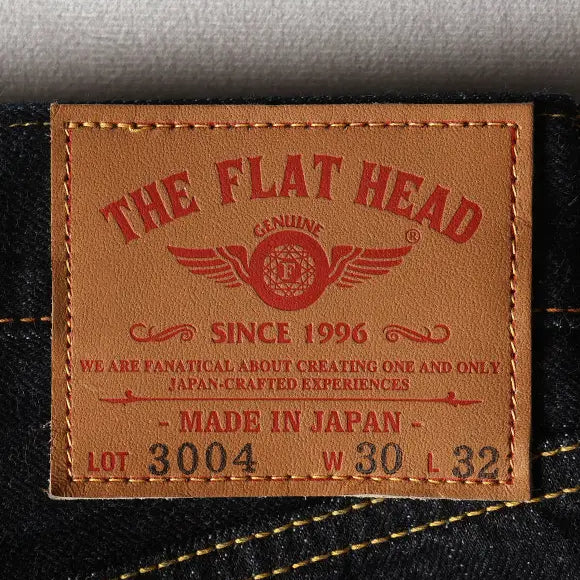 THE FLAT HEAD
GENUINE
®
F
SINCE 1996
WE ARE FANATICAL ABOUT CREATING ONE AND ONLY
JAPAN-CRAFTED EXPERIENCES
- MADE IN JAPAN -
LOT 3004 W 30 L 32